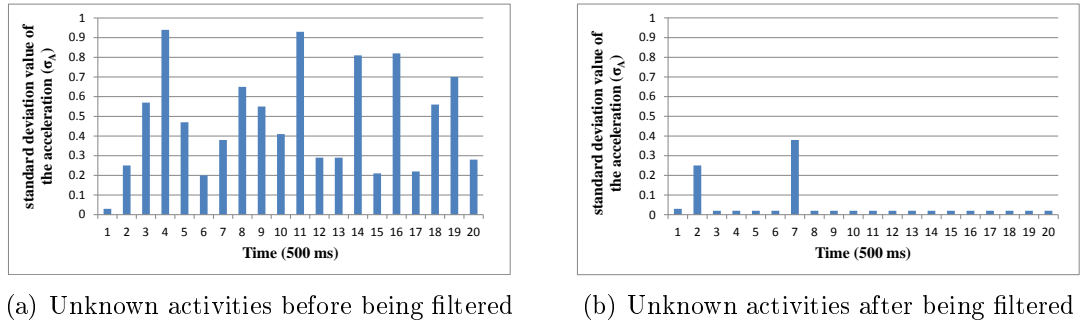 standard deviation value of
the acceleration (σA)
1
0.9
0.8
0.7
0.6
0.5
0.4
0.3
0.2
0.1
0
1 2 3 4 5 6 7 8 9 10 11 12 13 14 15 16 17 18 19 20
Time (500 ms)
(a) Unknown activities before being filtered
standard deviation value of
the acceleration (σA)
1
0.9
0.8
0.7
0.6
0.5
0.4
0.3
0.2
0.1
0
1 2 3 4 5 6 7 8 9 10 11 12 13 14 15 16 17 18 19 20
Time (500 ms)
(b) Unknown activities after being filtered